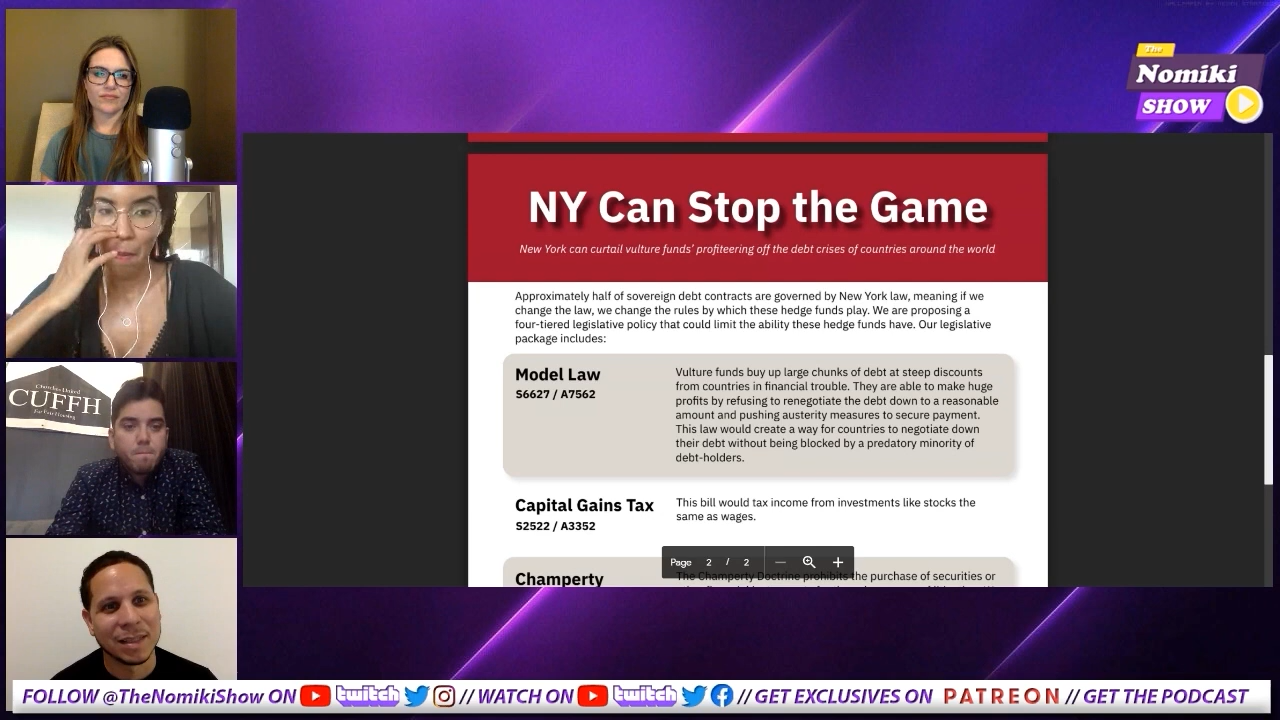 The
Nomiki
SHOW
Churches United
CUFFH
For Fair Housing
NY Can Stop the Game
New York can curtail vulture funds' profiteering off the debt crises of countries around the world
Approximately half of sovereign debt contracts are governed by New York law, meaning if we
change the law, we change the rules by which these hedge funds play. We are proposing a
four-tiered legislative policy that could limit the ability these hedge funds have. Our legislative
package includes:
Model Law
S6627 / A7562
Vulture funds buy up large chunks of debt at steep discounts
from countries in financial trouble. They are able to make huge
profits by refusing to renegotiate the debt down to a reasonable
amount and pushing austerity measures to secure payment.
This law would create a way for countries to negotiate down
their debt without being blocked by a predatory minority of
debt-holders.
Capital Gains Tax
S2522 / A3352
This bill would tax income from investments like stocks the
same as wages.
Page 2 / 2
Champerty
The Champerty Doctrine prohibits the purchase of securities or
FOLLOW @TheNomikiShow ON twitch // WATCH ON twitch // GET EXCLUSIVES ON PATREON // GET THE PODCAST